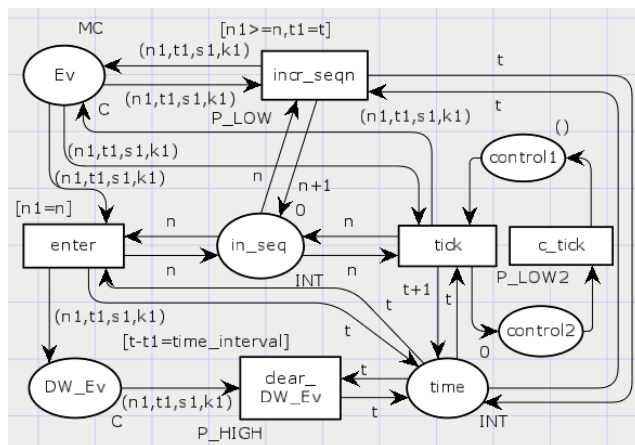 MC
[n1>=n,t1=t]
(n1,t1,s1,k1)
t
Ev
incr_seqn
(n1,t1,s1,k1)
C
t
P_LOW
(n1,t1,s1,k1)
()
(n1,t1,s1,k1)
control1
(n1,t1,s1,k1)
n
n+1
[n1=n]
0
n
n
enter
in_seq
tick
c_tick
n
n
INT
t+1
t
P_LOW2
t
(n1,t1,s1,k1)
t
control2
[t-t1=time_interval]
0
t
DW_Ev
clear_
DW_Ev
time
(n1,t1,s1,k1)
t
C
INT
P_HIGH